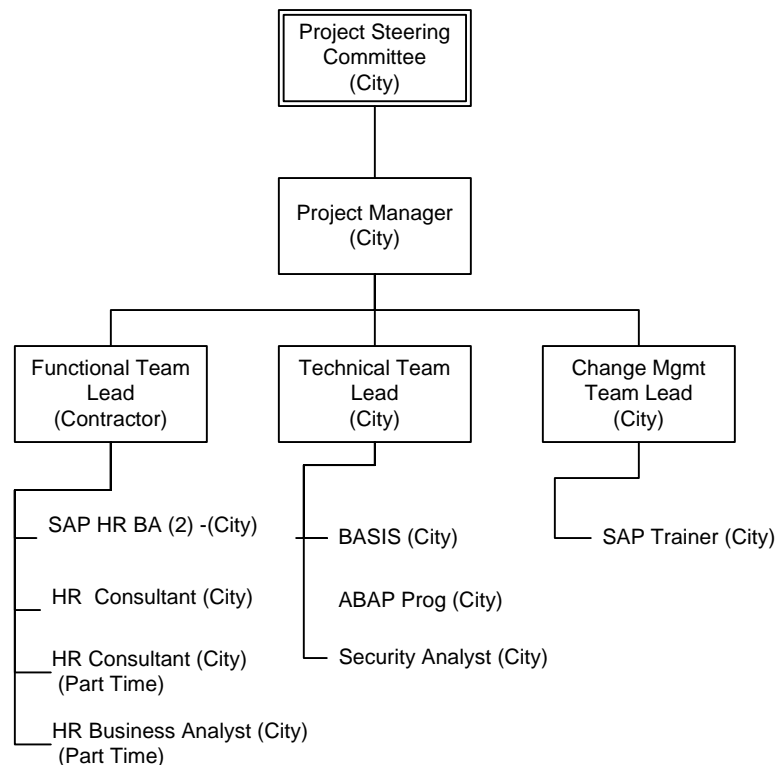 Project Steering
Committee
(City)
Project Manager
(City)
Functional Team
Lead
(Contractor)
Technical Team
Lead
(City)
Change Mgmt
Team Lead
(City)
SAP HR BA (2) -(City)
HR  Consultant (City)
HR Consultant (City)
(Part Time)
HR Business Analyst (City)
(Part Time)
BASIS (City)
ABAP Prog (City)
Security Analyst (City)
SAP Trainer (City)